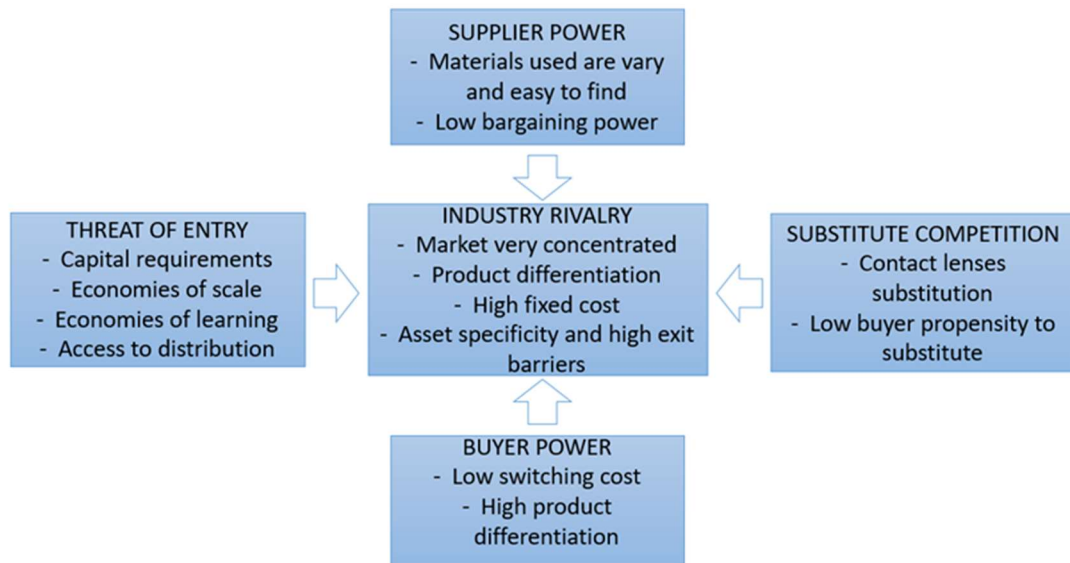 SUPPLIER POWER
- Materials used are vary
and easy to find
- Low bargaining power
THREAT OF ENTRY
- Capital requirements
- Economies of scale
- Economies of learning
- Access to distribution
INDUSTRY RIVALRY
- Market very concentrated
- Product differentiation
- High fixed cost
- Asset specificity and high exit
barriers
SUBSTITUTE COMPETITION
- Contact lenses
substitution
- Low buyer propensity to
substitute
BUYER POWER
- Low switching cost
- High product
differentiation